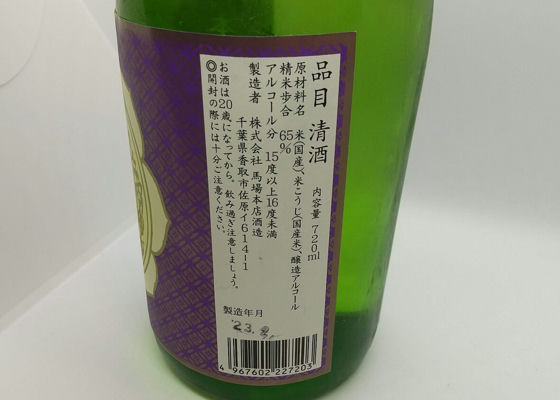 品目 清酒 内容量 720ml
原材料名 米(国産)、米こうじ(国産米)、醸造アルコール
精米歩合 65%
アルコール分 15度以上16度未満
製造者 株式会社 馬場本店酒造
千葉県香取市佐原イ614-1
◎お酒は20歳になってから。飲み過ぎ注意しましょう。
◎開封の際には十分ご注意ください。
製造年月
'23.
4 967602 227203